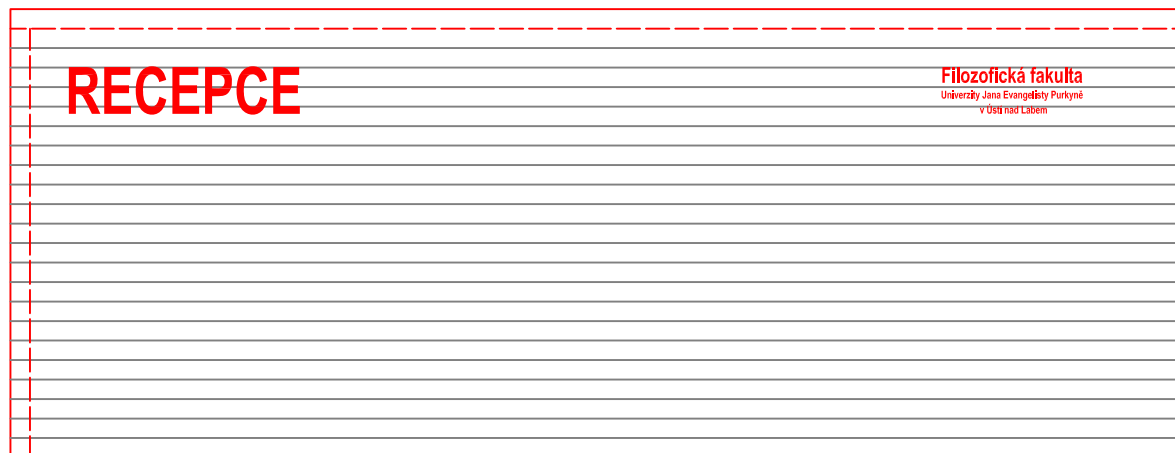 RECEPCE
Filozofická fakulta
Univerzity Jana Evangelisty Purkyně
v Ústí nad Labem